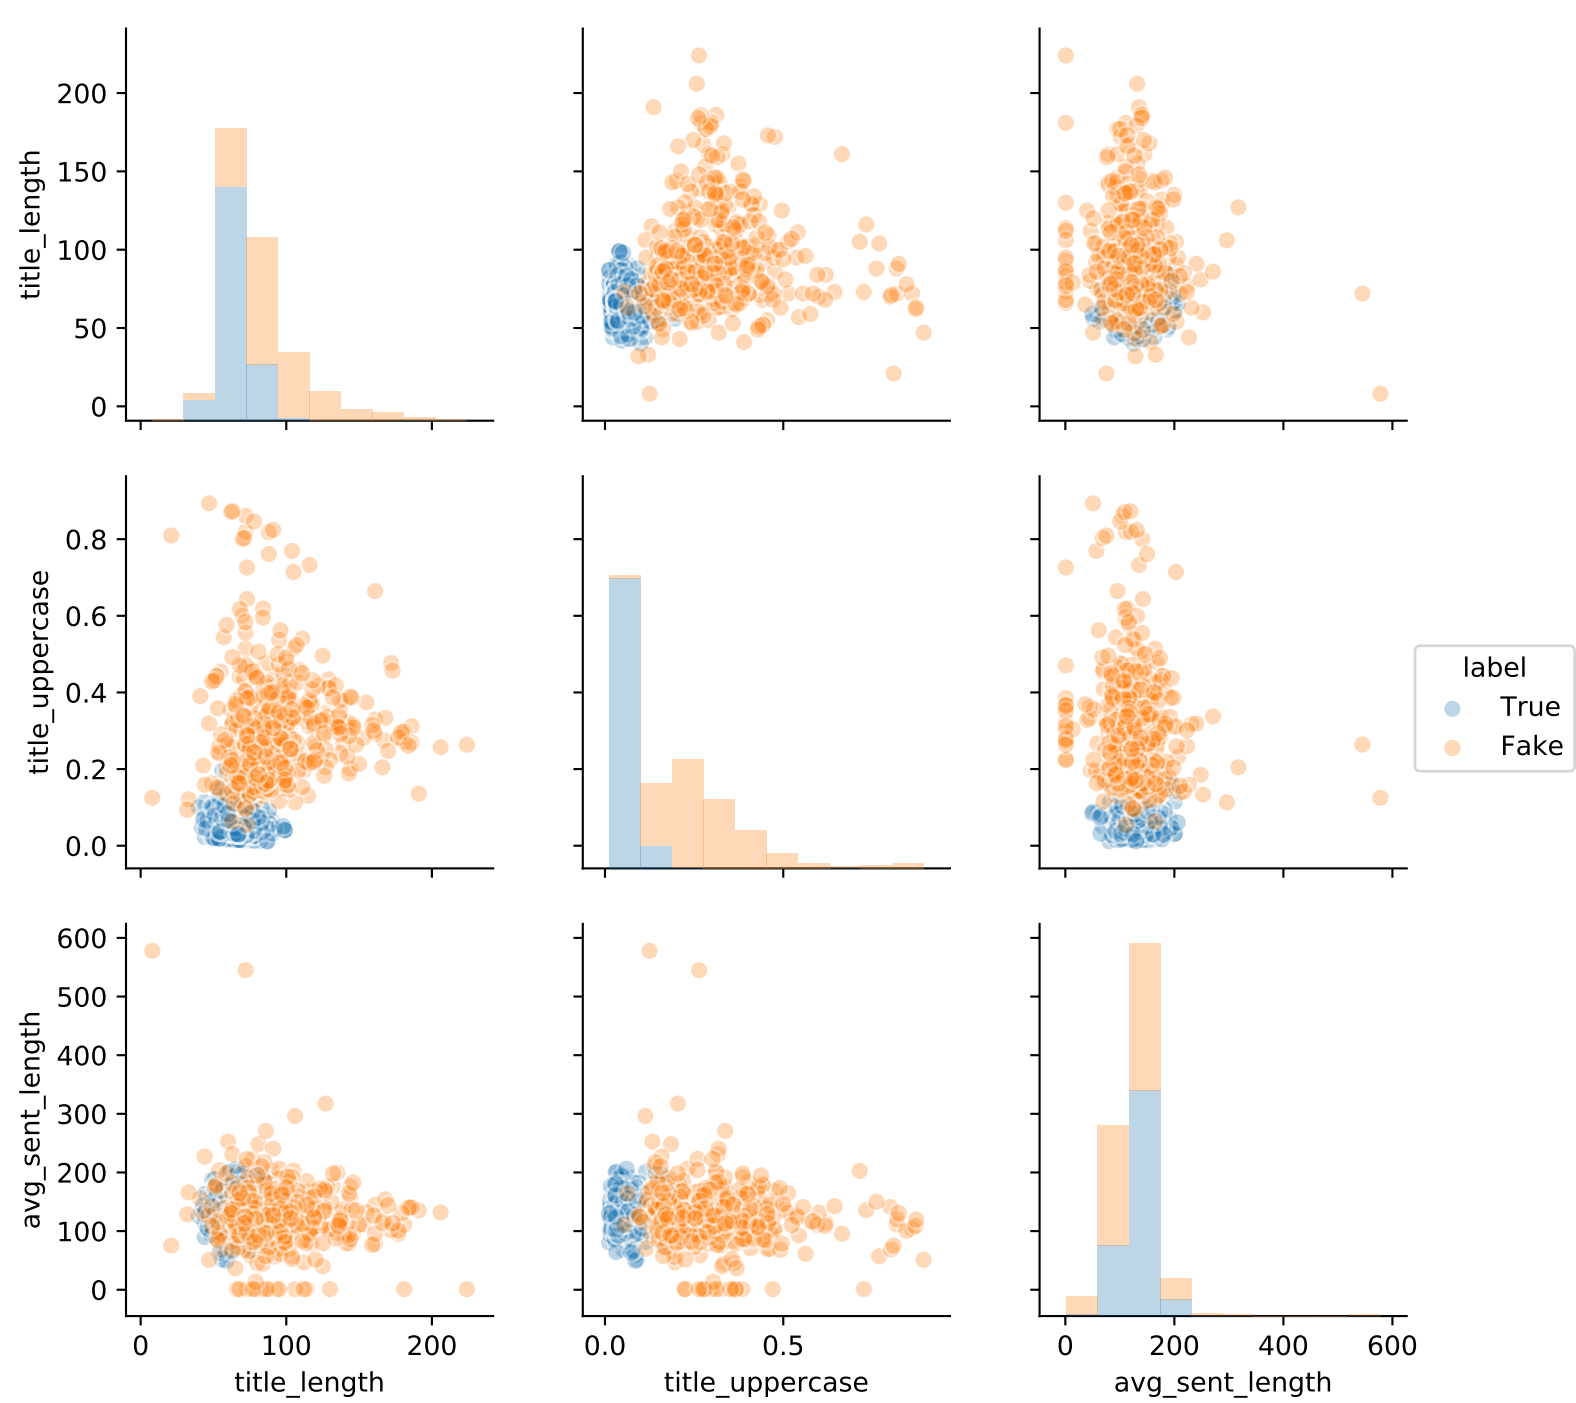 title_length
200
150
100
50
0
title_uppercase
0.8
0.6
0.4
0.2
0.0
label
True
Fake
avg_sent_length
600
500
400
300
200
100
0
0 100 200
0.0 0.5
0 200 400 600
title_length title_uppercase avg_sent_length